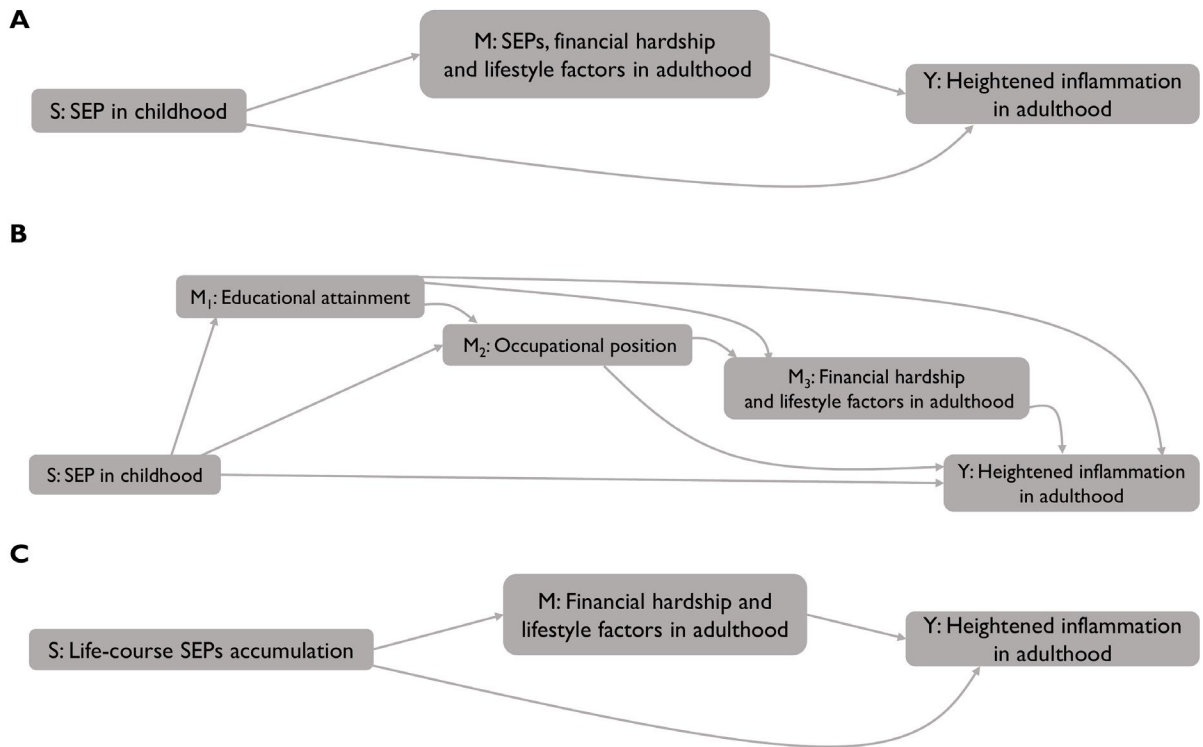 A
M: SEPs, financial hardship
and lifestyle factors in adulthood
S: SEP in childhood
Y: Heightened inflammation
in adulthood
B
M₁: Educational attainment
M₂: Occupational position
M₃: Financial hardship
and lifestyle factors in adulthood
S: SEP in childhood
Y: Heightened inflammation
in adulthood
C
M: Financial hardship and
lifestyle factors in adulthood
S: Life-course SEPs accumulation
Y: Heightened inflammation
in adulthood